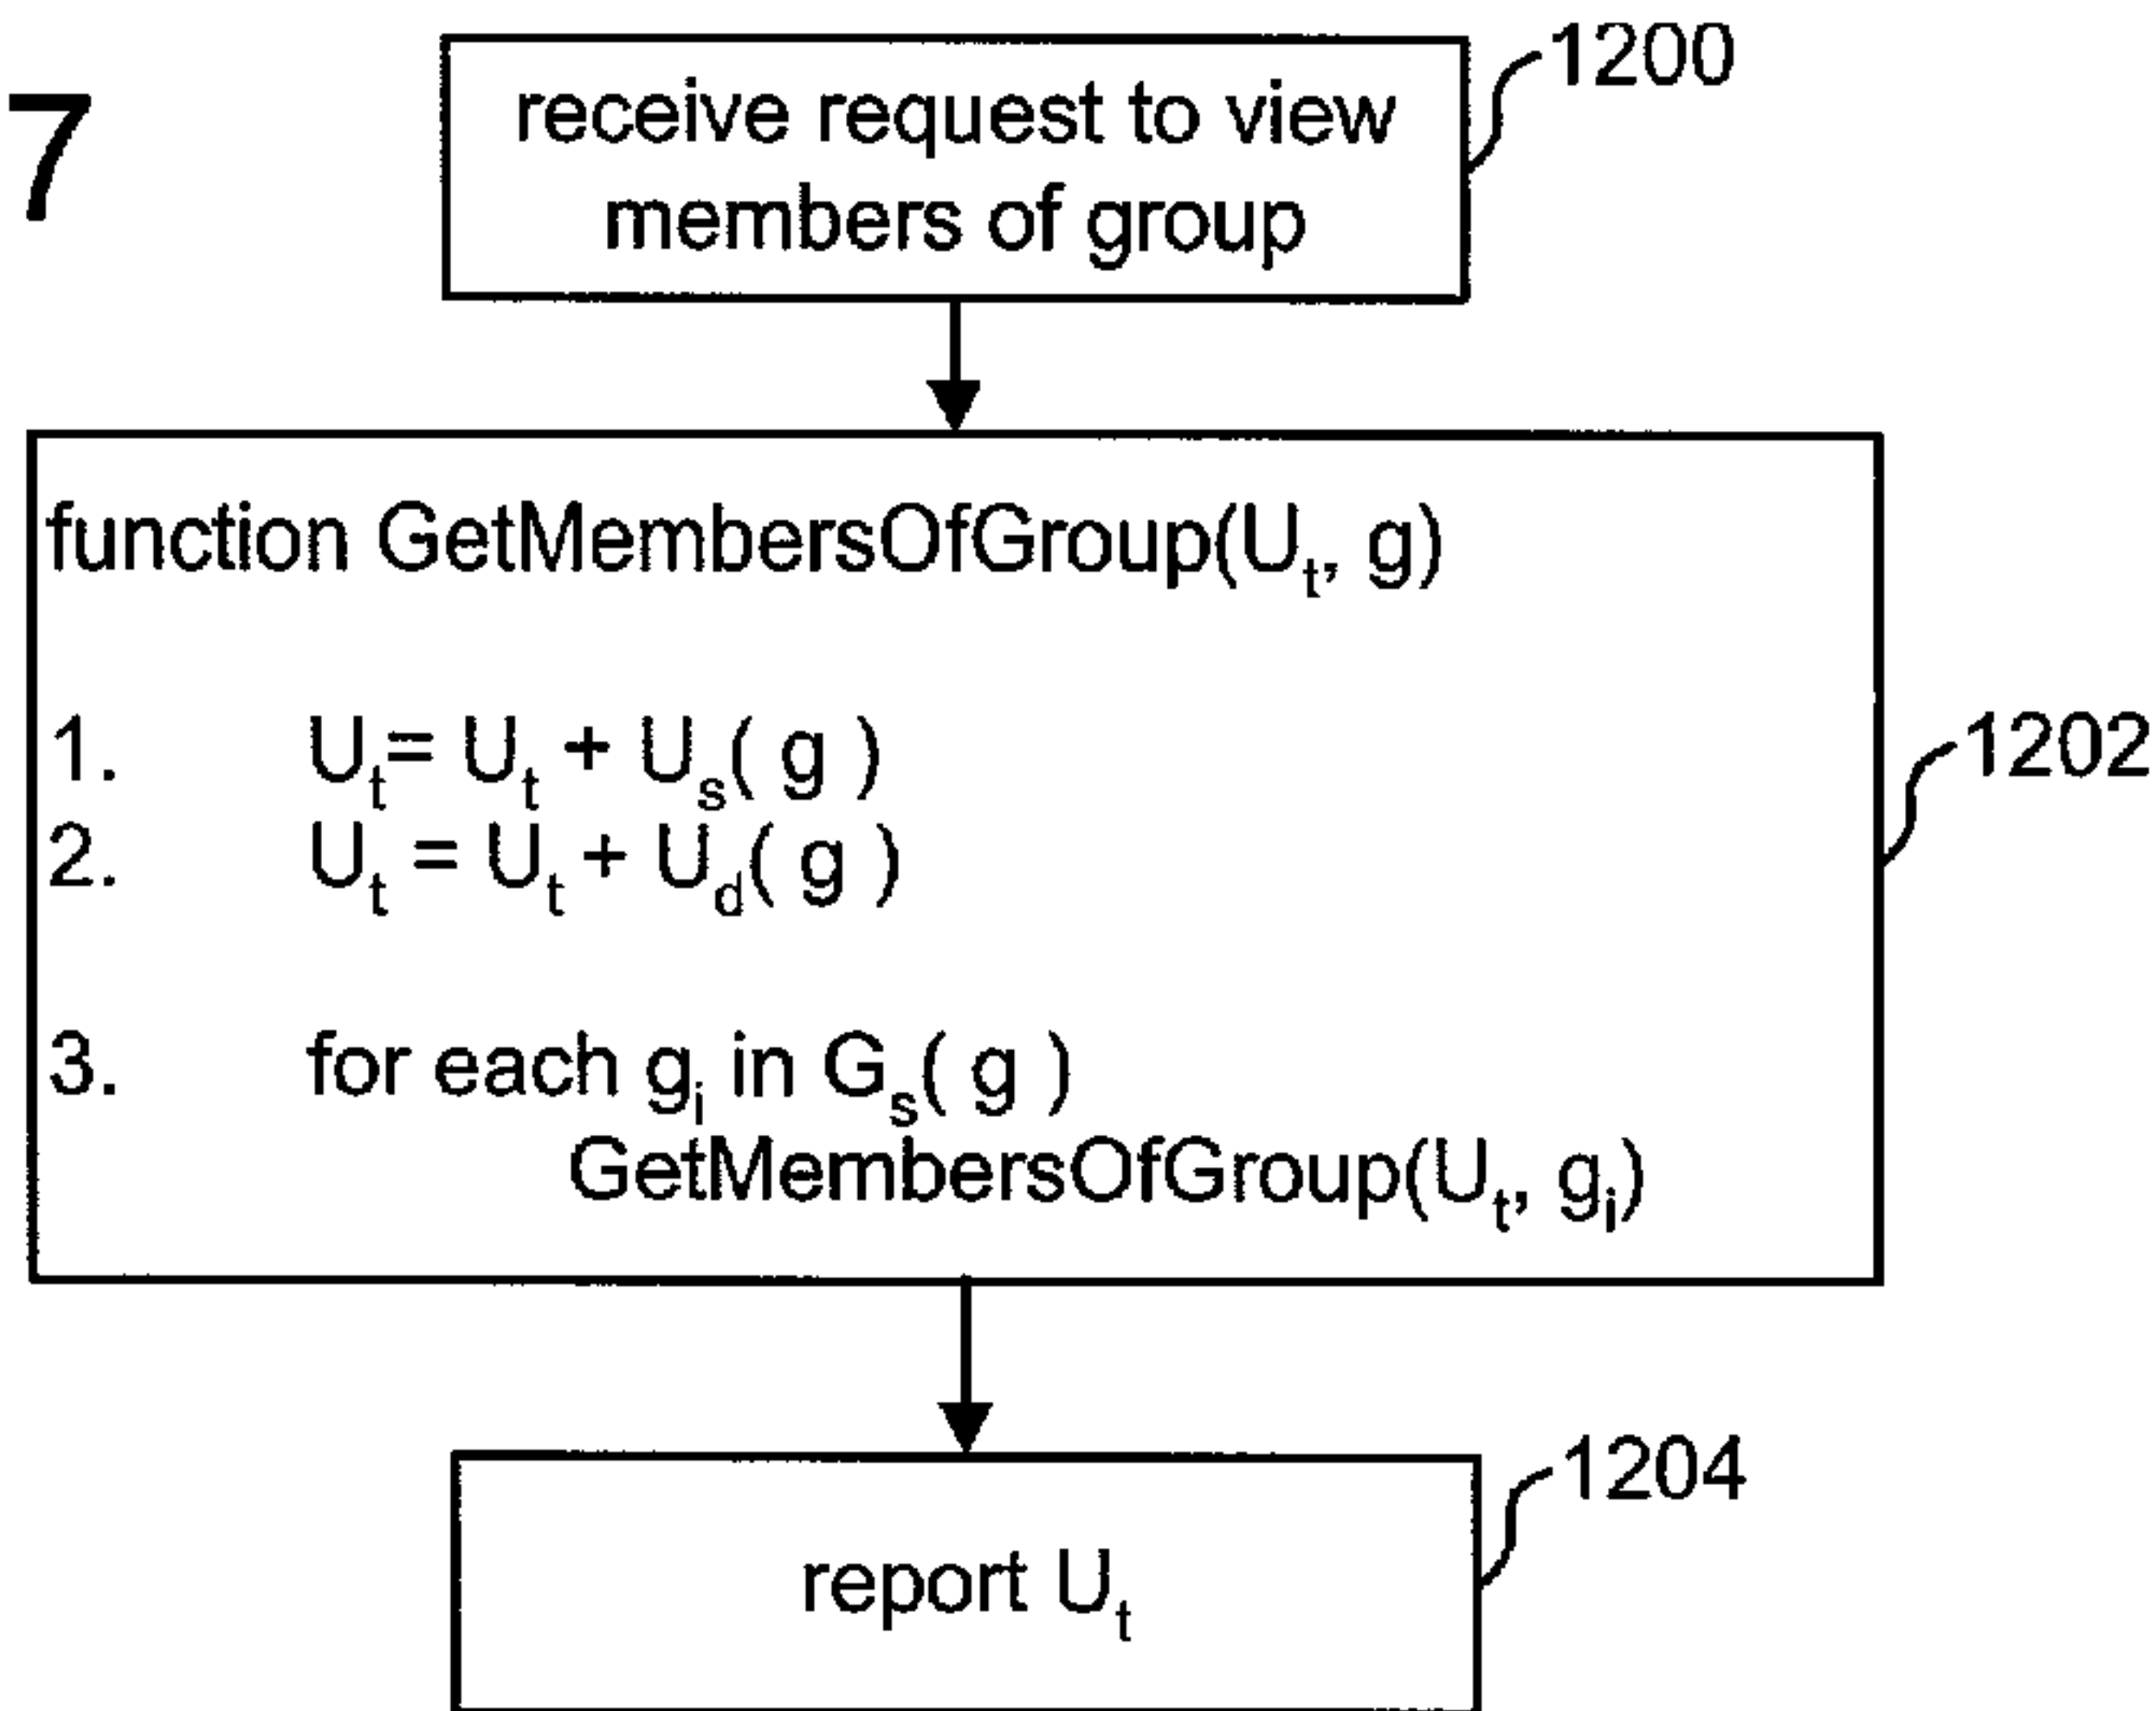 7
receive request to view
members of group
1200
function GetMembersOfGroup(Uₜ, g)
1. Uₜ= Uₜ + Uₛ( g )
2. Uₜ = Uₜ + U_d( g )
3. for each gᵢ in Gₛ( g )
GetMembersOfGroup(Uₜ, gᵢ)
1202
report Uₜ
1204